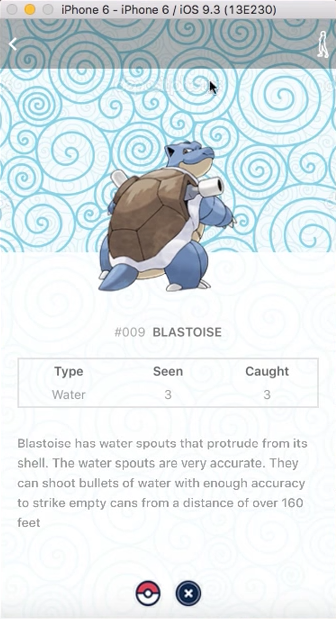 iPhone 6 - iPhone 6 / iOS 9.3 (13E230)
#009 BLASTOISE
Type Seen Caught
Water 3 3
Blastoise has water spouts that protrude from its
shell. The water spouts are very accurate. They
can shoot bullets of water with enough accuracy
to strike empty cans from a distance of over 160
feet